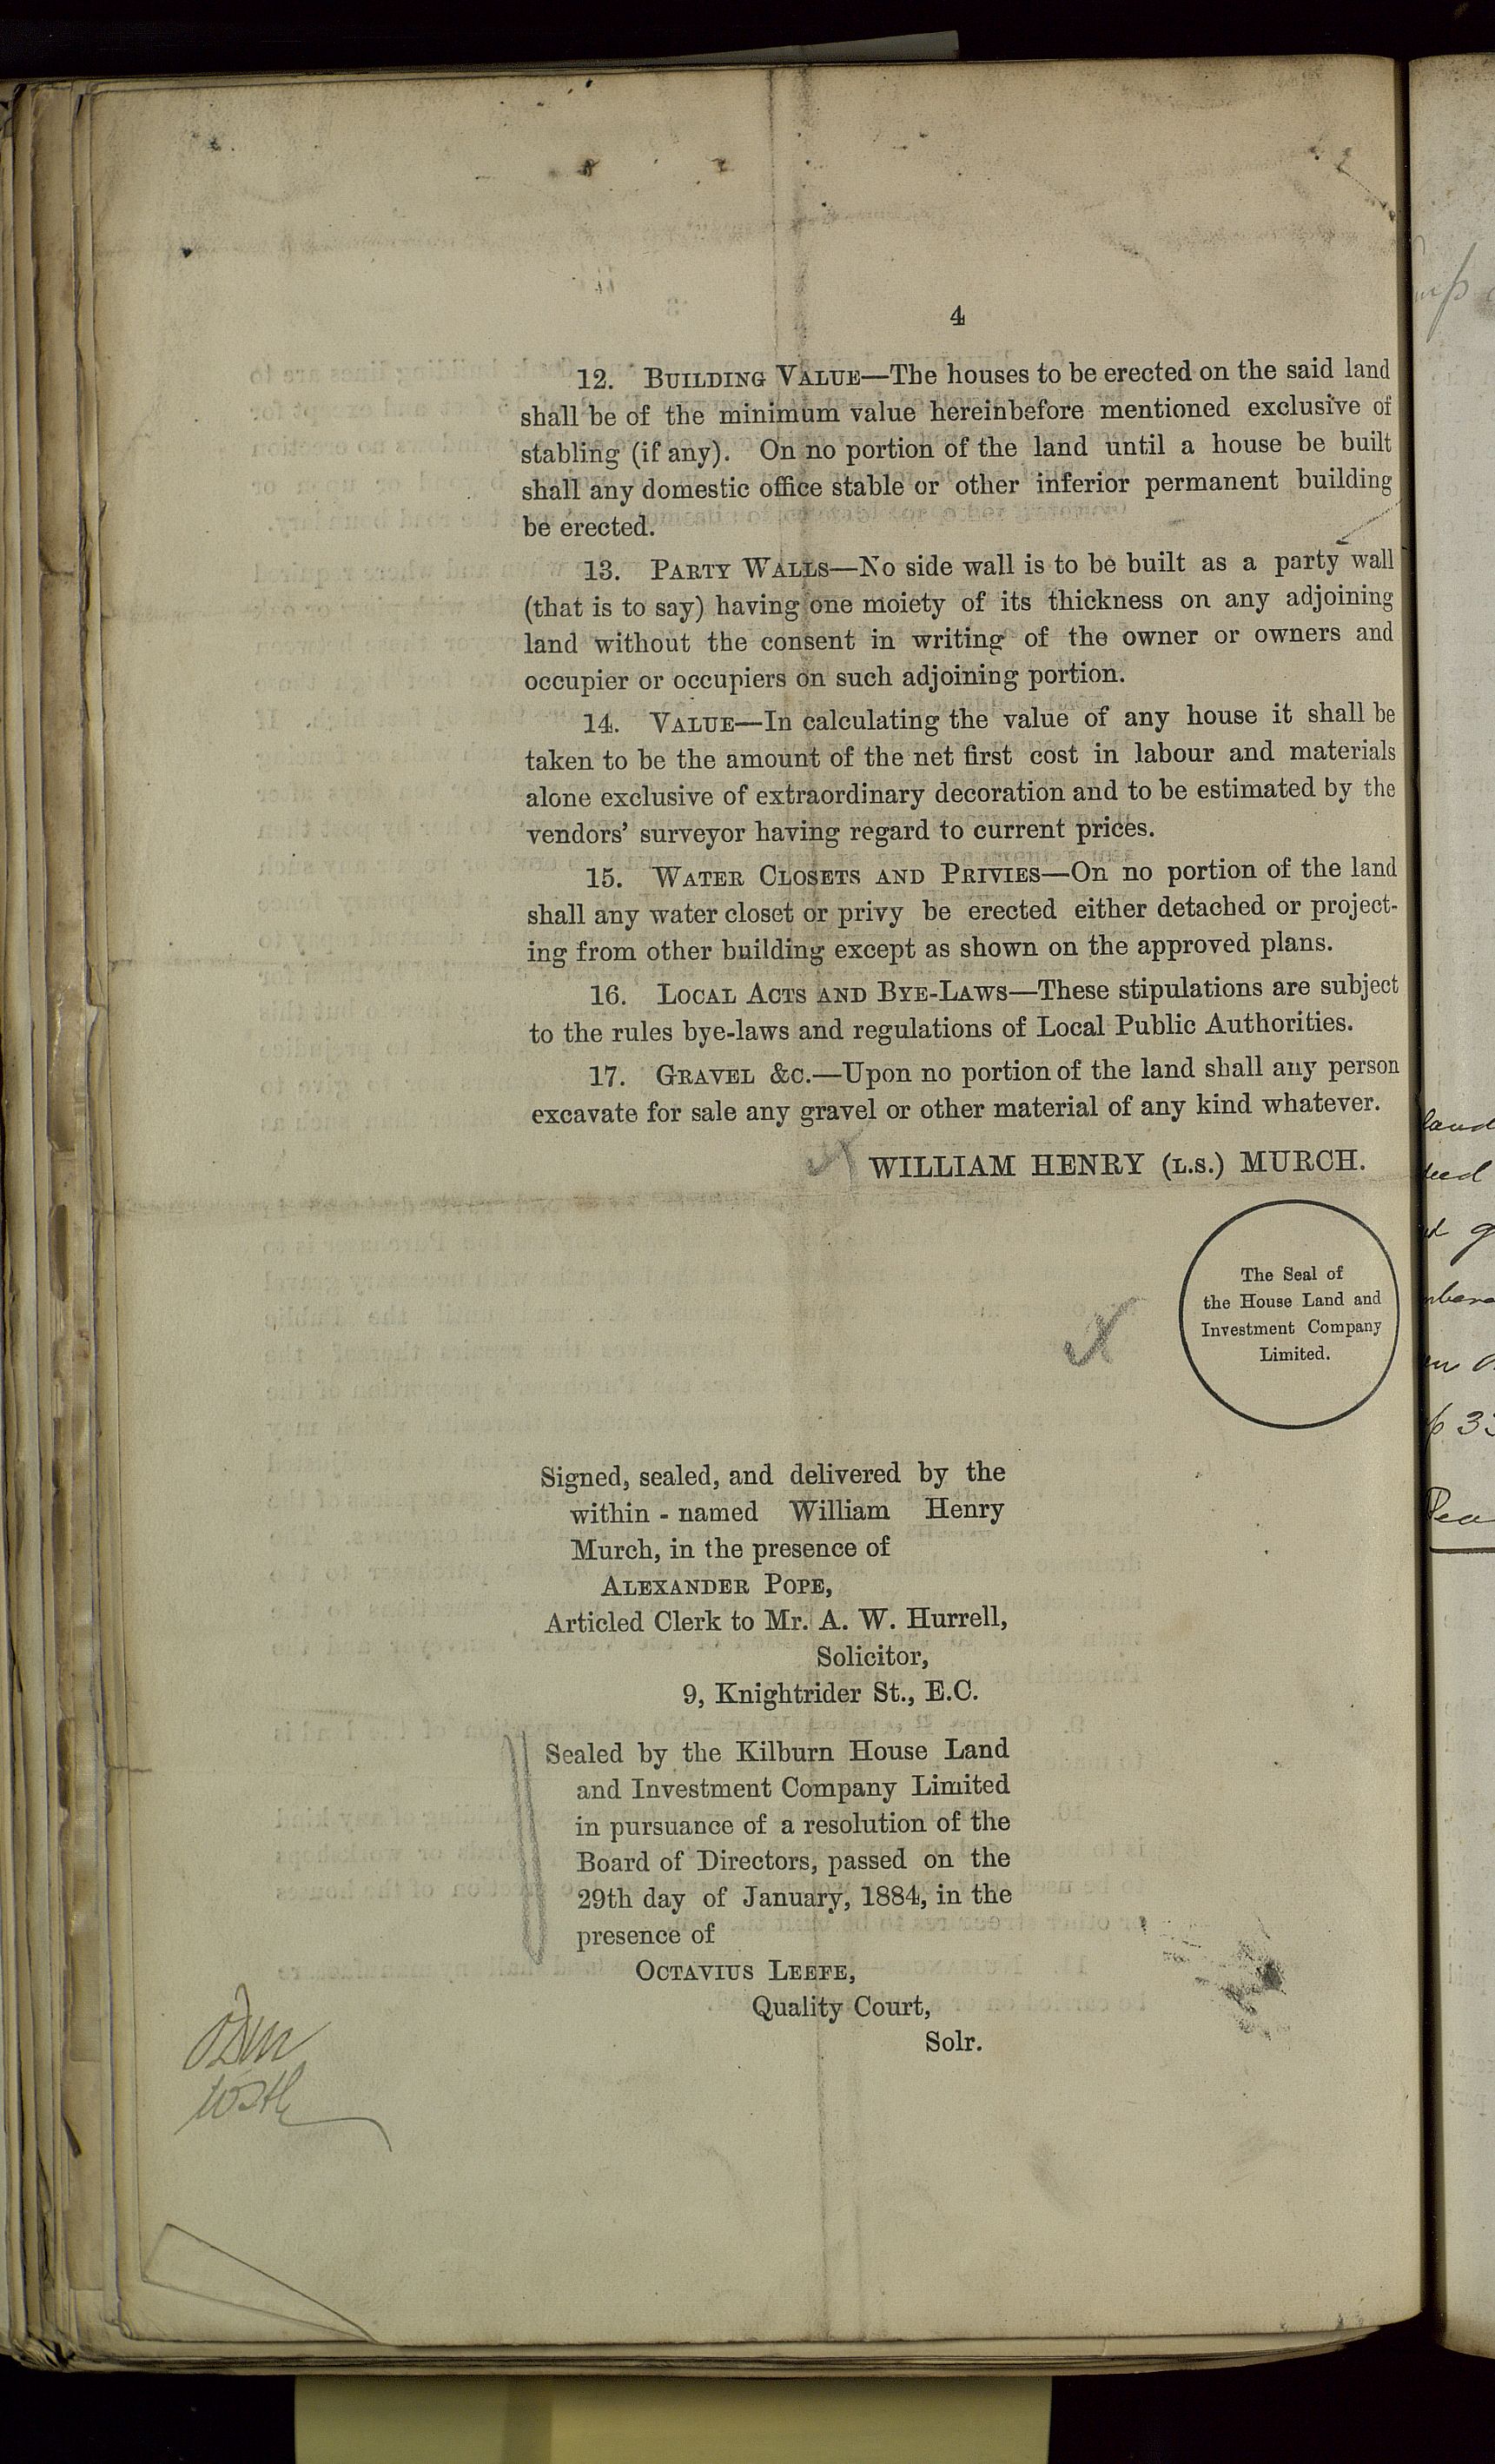 4
12. BUILDING VALUE—The houses to be erected on the said land
shall be of the minimum value hereinbefore mentioned exclusive of
stabling (if any). On no portion of the land until a house be built
shall any domestic office stable or other inferior permanent building
be erected.
13. PARTY WALLS—No side wall is to be built as a party wall
(that is to say) having one moiety of its thickness on any adjoining
land without the consent in writing of the owner or owners and
occupier or occupiers on such adjoining portion.
14. VALUE—In calculating the value of any house it shall be
taken to be the amount of the net first cost in labour and materials
alone exclusive of extraordinary decoration and to be estimated by the
vendors' surveyor having regard to current prices.
15. WATER CLOSETS AND PRIVIES—On no portion of the land
shall any water closet or privy be erected either detached or project-
ing from other building except as shown on the approved plans.
16. LOCAL ACTS AND BYE-LAWS—These stipulations are subject
to the rules bye-laws and regulations of Local Public Authorities.
17. GRAVEL &C.—Upon no portion of the land shall any person
excavate for sale any gravel or other material of any kind whatever.
WILLIAM HENRY (L.S.) MURCH.
The Seal of
the House Land and
Investment Company
Limited.
Signed, sealed, and delivered by the
within-named William Henry
Murch, in the presence of
ALEXANDER POPE,
Articled Clerk to Mr. A. W. Hurrell,
Solicitor,
9, Knightrider St., E.C.
Sealed by the Kilburn House Land
and Investment Company Limited
in pursuance of a resolution of the
Board of Directors, passed on the
29th day of January, 1884, in the
presence of
OCTAVIUS LEEFE,
Quality Court,
Solr.